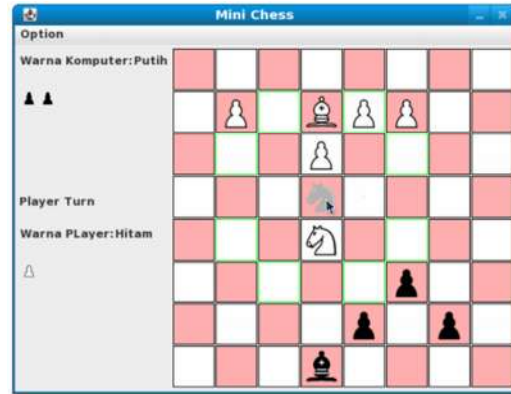 Mini Chess
Option
Warna Komputer:Putih
Player Turn
Warna PLayer:Hitam